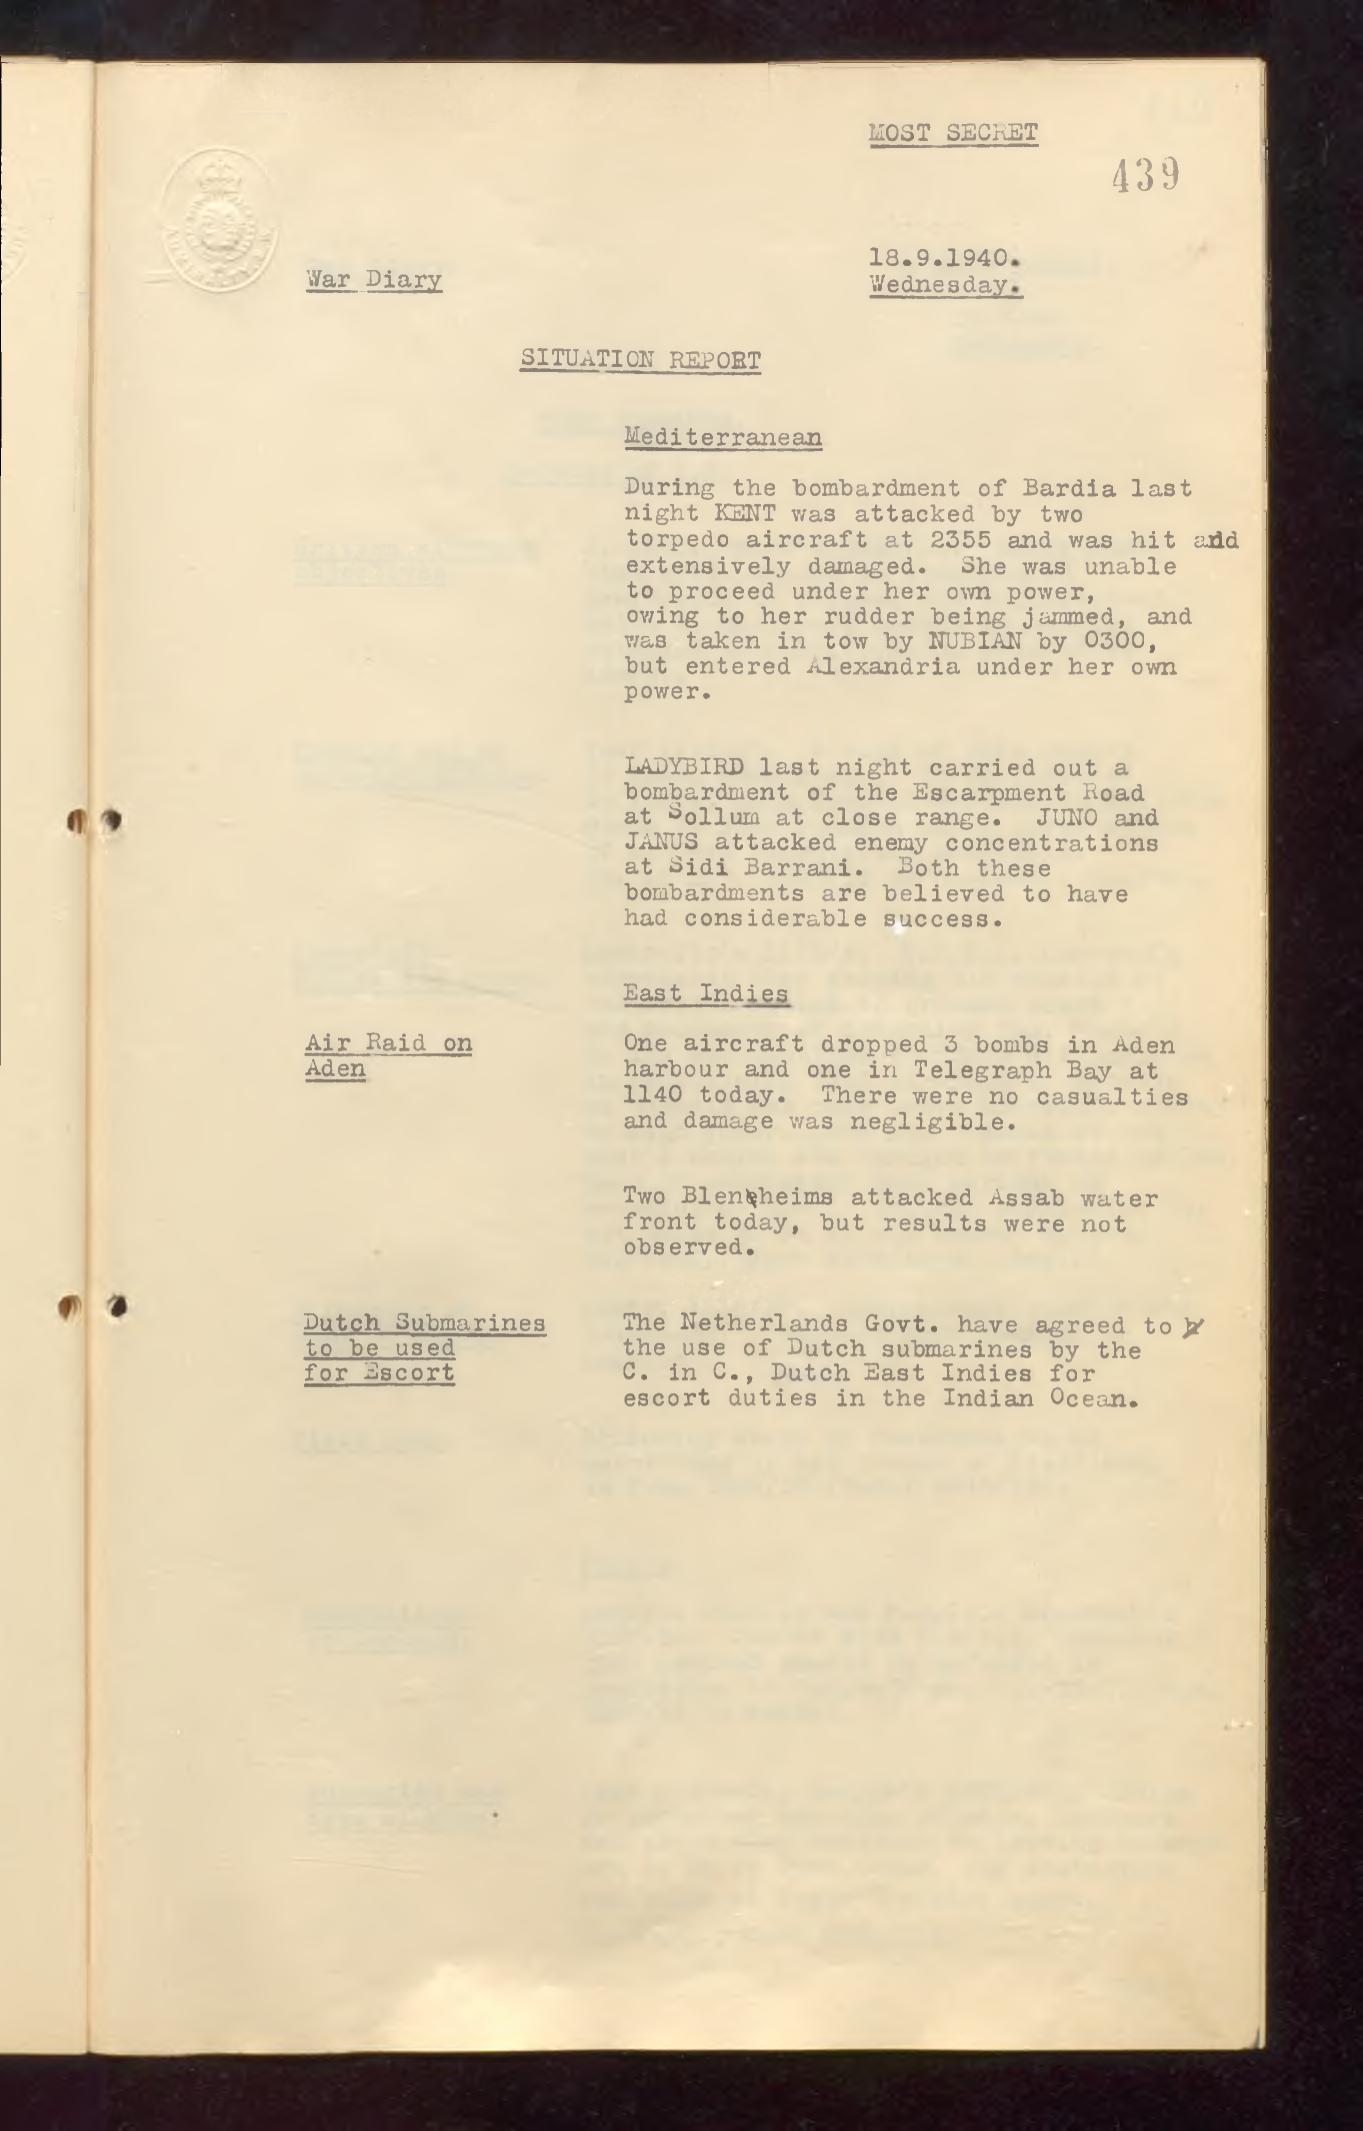 MOST SECRET
439
18.9.1940.
War Diary
Wednesday.
SITUATION REPORT
Mediterranean
During the bombardment of Bardia last
night KENT was attacked by two
torpedo aircraft at 2355 and was hit and
extensively damaged. She was unable
to proceed under her own power,
owing to her rudder being jammed, and
was taken in tow by NUBIAN by 0300,
but entered Alexandria under her own
power.
LADYBIRD last night carried out a
bombardment of the Escarpment Road
at Sollum at close range. JUNO and
JANUS attacked enemy concentrations
at Sidi Barrani. Both these
bombardments are believed to have
had considerable success.
East Indies
Air Raid on
Aden
One aircraft dropped 3 bombs in Aden
harbour and one in Telegraph Bay at
1140 today. There were no casualties
and damage was negligible.
Two Blenheims attacked Assab water
front today, but results were not
observed.
Dutch Submarines
to be used
for Escort
The Netherlands Govt. have agreed to
the use of Dutch submarines by the
C. in C., Dutch East Indies for
escort duties in the Indian Ocean.